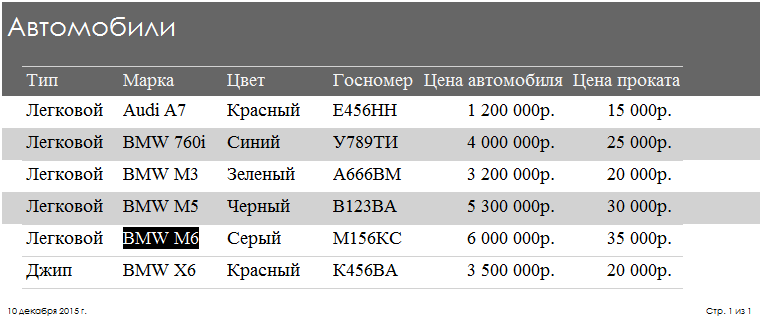 Автомобили
Тип Марка Цвет Госномер Цена автомобиля Цена проката
Легковой Audi A7 Красный Е456НН 1 200 000р. 15 000р.
Легковой BMW 760i Синий У789ТИ 4 000 000р. 25 000р.
Легковой BMW M3 Зеленый А666ВМ 3 200 000р. 20 000р.
Легковой BMW M5 Черный В123ВА 5 300 000р. 30 000р.
Легковой BMW M6 Серый М156КС 6 000 000р. 35 000р.
Джип BMW X6 Красный К456ВА 3 500 000р. 20 000р.
10 декабря 2015 г. Стр. 1 из 1